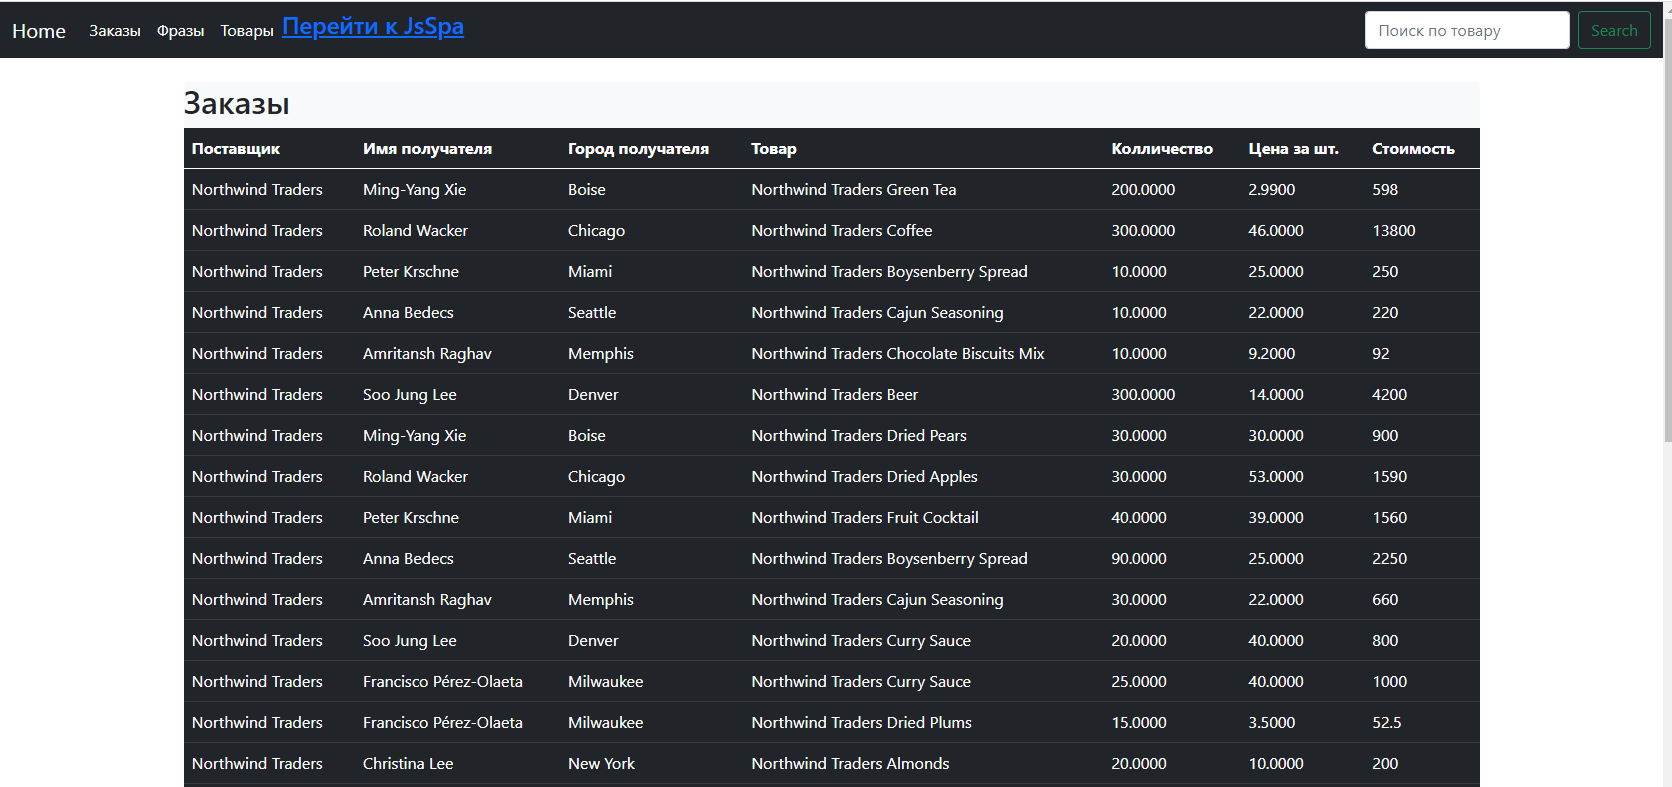 Home Заказы Фразы Товары Перейти к JsSpa Поиск по товару Search
Заказы
Поставщик Имя получателя Город получателя Товар Колличество Цена за шт. Стоимость
Northwind Traders Ming-Yang Xie Boise Northwind Traders Green Tea 200.0000 2.9900 598
Northwind Traders Roland Wacker Chicago Northwind Traders Coffee 300.0000 46.0000 13800
Northwind Traders Peter Krschne Miami Northwind Traders Boysenberry Spread 10.0000 25.0000 250
Northwind Traders Anna Bedecs Seattle Northwind Traders Cajun Seasoning 10.0000 22.0000 220
Northwind Traders Amritansh Raghav Memphis Northwind Traders Chocolate Biscuits Mix 10.0000 9.2000 92
Northwind Traders Soo Jung Lee Denver Northwind Traders Beer 300.0000 14.0000 4200
Northwind Traders Ming-Yang Xie Boise Northwind Traders Dried Pears 30.0000 30.0000 900
Northwind Traders Roland Wacker Chicago Northwind Traders Dried Apples 30.0000 53.0000 1590
Northwind Traders Peter Krschne Miami Northwind Traders Fruit Cocktail 40.0000 39.0000 1560
Northwind Traders Anna Bedecs Seattle Northwind Traders Boysenberry Spread 90.0000 25.0000 2250
Northwind Traders Amritansh Raghav Memphis Northwind Traders Cajun Seasoning 30.0000 22.0000 660
Northwind Traders Soo Jung Lee Denver Northwind Traders Curry Sauce 20.0000 40.0000 800
Northwind Traders Francisco Pérez-Olaeta Milwaukee Northwind Traders Curry Sauce 25.0000 40.0000 1000
Northwind Traders Francisco Pérez-Olaeta Milwaukee Northwind Traders Dried Plums 15.0000 3.5000 52.5
Northwind Traders Christina Lee New York Northwind Traders Almonds 20.0000 10.0000 200